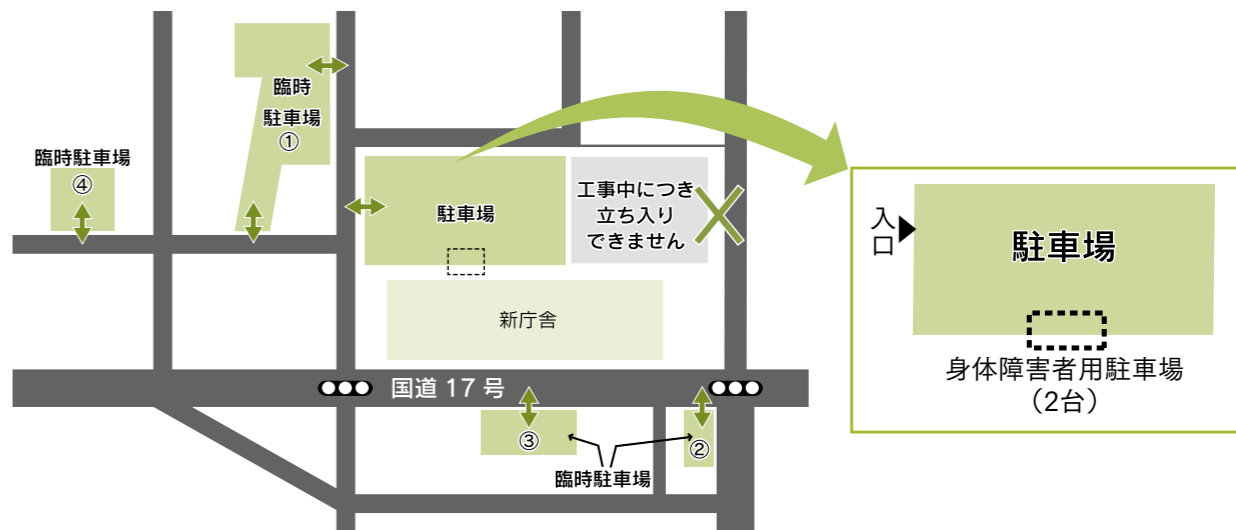 臨時
駐車場
①
臨時駐車場
④
駐車場
工事中につき
立ち入り
できません
新庁舎
国道 17 号
③
②
臨時駐車場
入口
駐車場
身体障害者用駐車場
（2台）